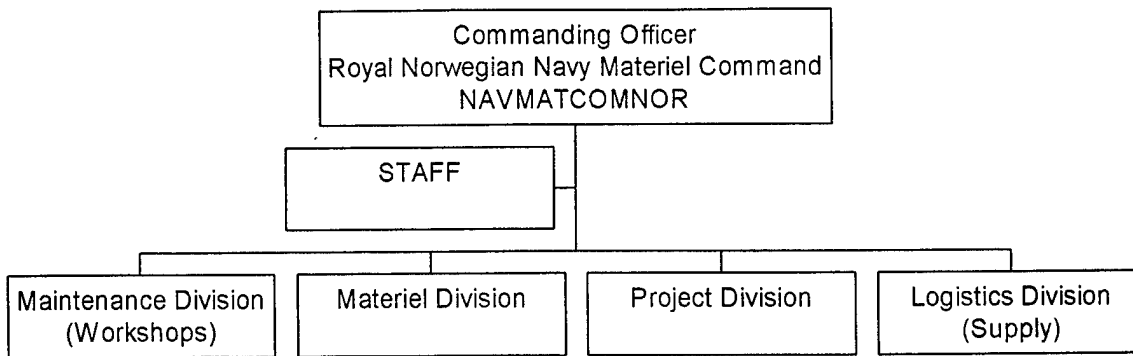 Commanding Officer
Royal Norwegian Navy Materiel Command
NAVMATCOMNOR
STAFF
Maintenance Division
(Workshops)
Materiel Division
Project Division
Logistics Division
(Supply)